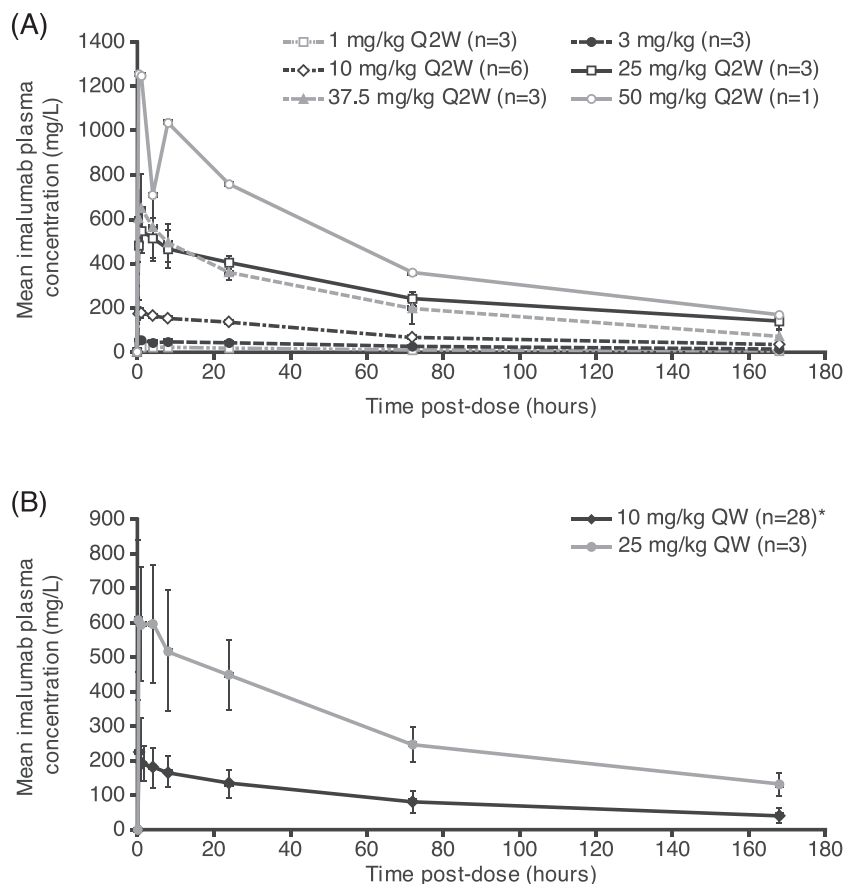 (A)
1400
1200
1000
800
600
400
200
0
Mean imalumab plasma
concentration (mg/L)
1 mg/kg Q2W (n=3)
3 mg/kg (n=3)
10 mg/kg Q2W (n=6)
25 mg/kg Q2W (n=3)
37.5 mg/kg Q2W (n=3)
50 mg/kg Q2W (n=1)
0 20 40 60 80 100 120 140 160 180
Time post-dose (hours)
(B)
900
800
700
600
500
400
300
200
100
0
Mean imalumab plasma
concentration (mg/L)
10 mg/kg QW (n=28)*
25 mg/kg QW (n=3)
0 20 40 60 80 100 120 140 160 180
Time post-dose (hours)